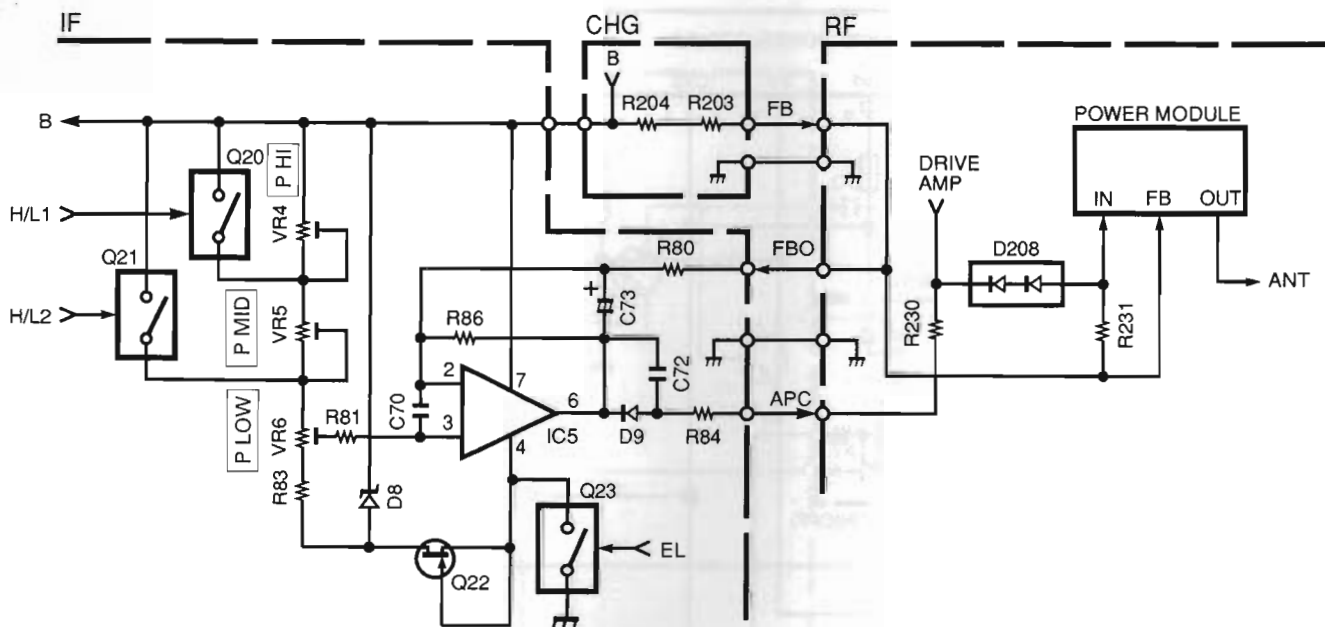 IF
CHG
RF
B
R204
R203
FB
B
POWER MODULE
Q20
P HI
DRIVE
AMP
IN
FB
OUT
H/L1
VR4
Q21
R80
FBO
D208
ANT
H/L2
P MID
VR5
+
C73
R86
R230
R231
C72
2
7
P LOW
VR6
R81
C70
6
APC
3
IC5
D9
R84
4
R83
D8
Q23
EL
Q22